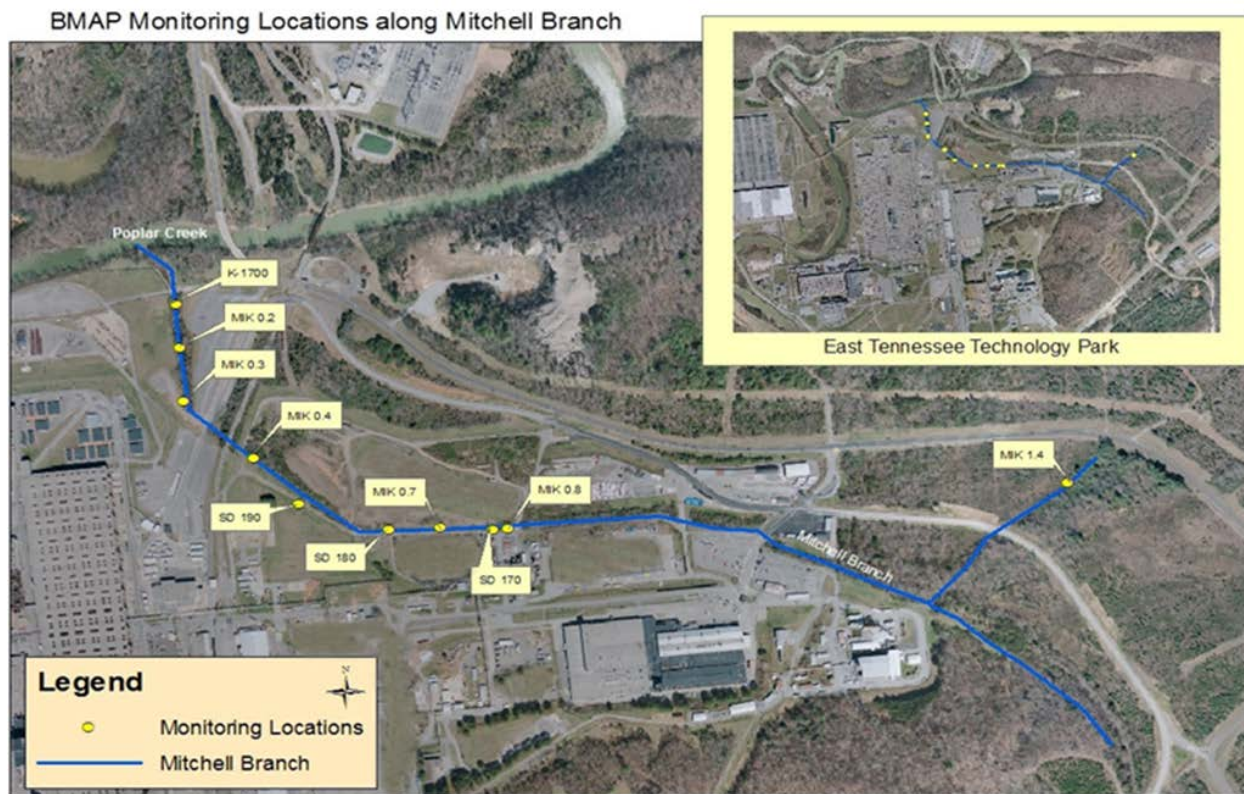 BMAP Monitoring Locations along Mitchell Branch
East Tennessee Technology Park
Poplar Creek
K-1700
MIK 0.2
MIK 0.3
MIK 0.4
MIK 1.4
SD 190
MIK 0.7
MIK 0.8
SD 180
SD 170
Mitchell Branch
Legend
N
Monitoring Locations
Mitchell Branch